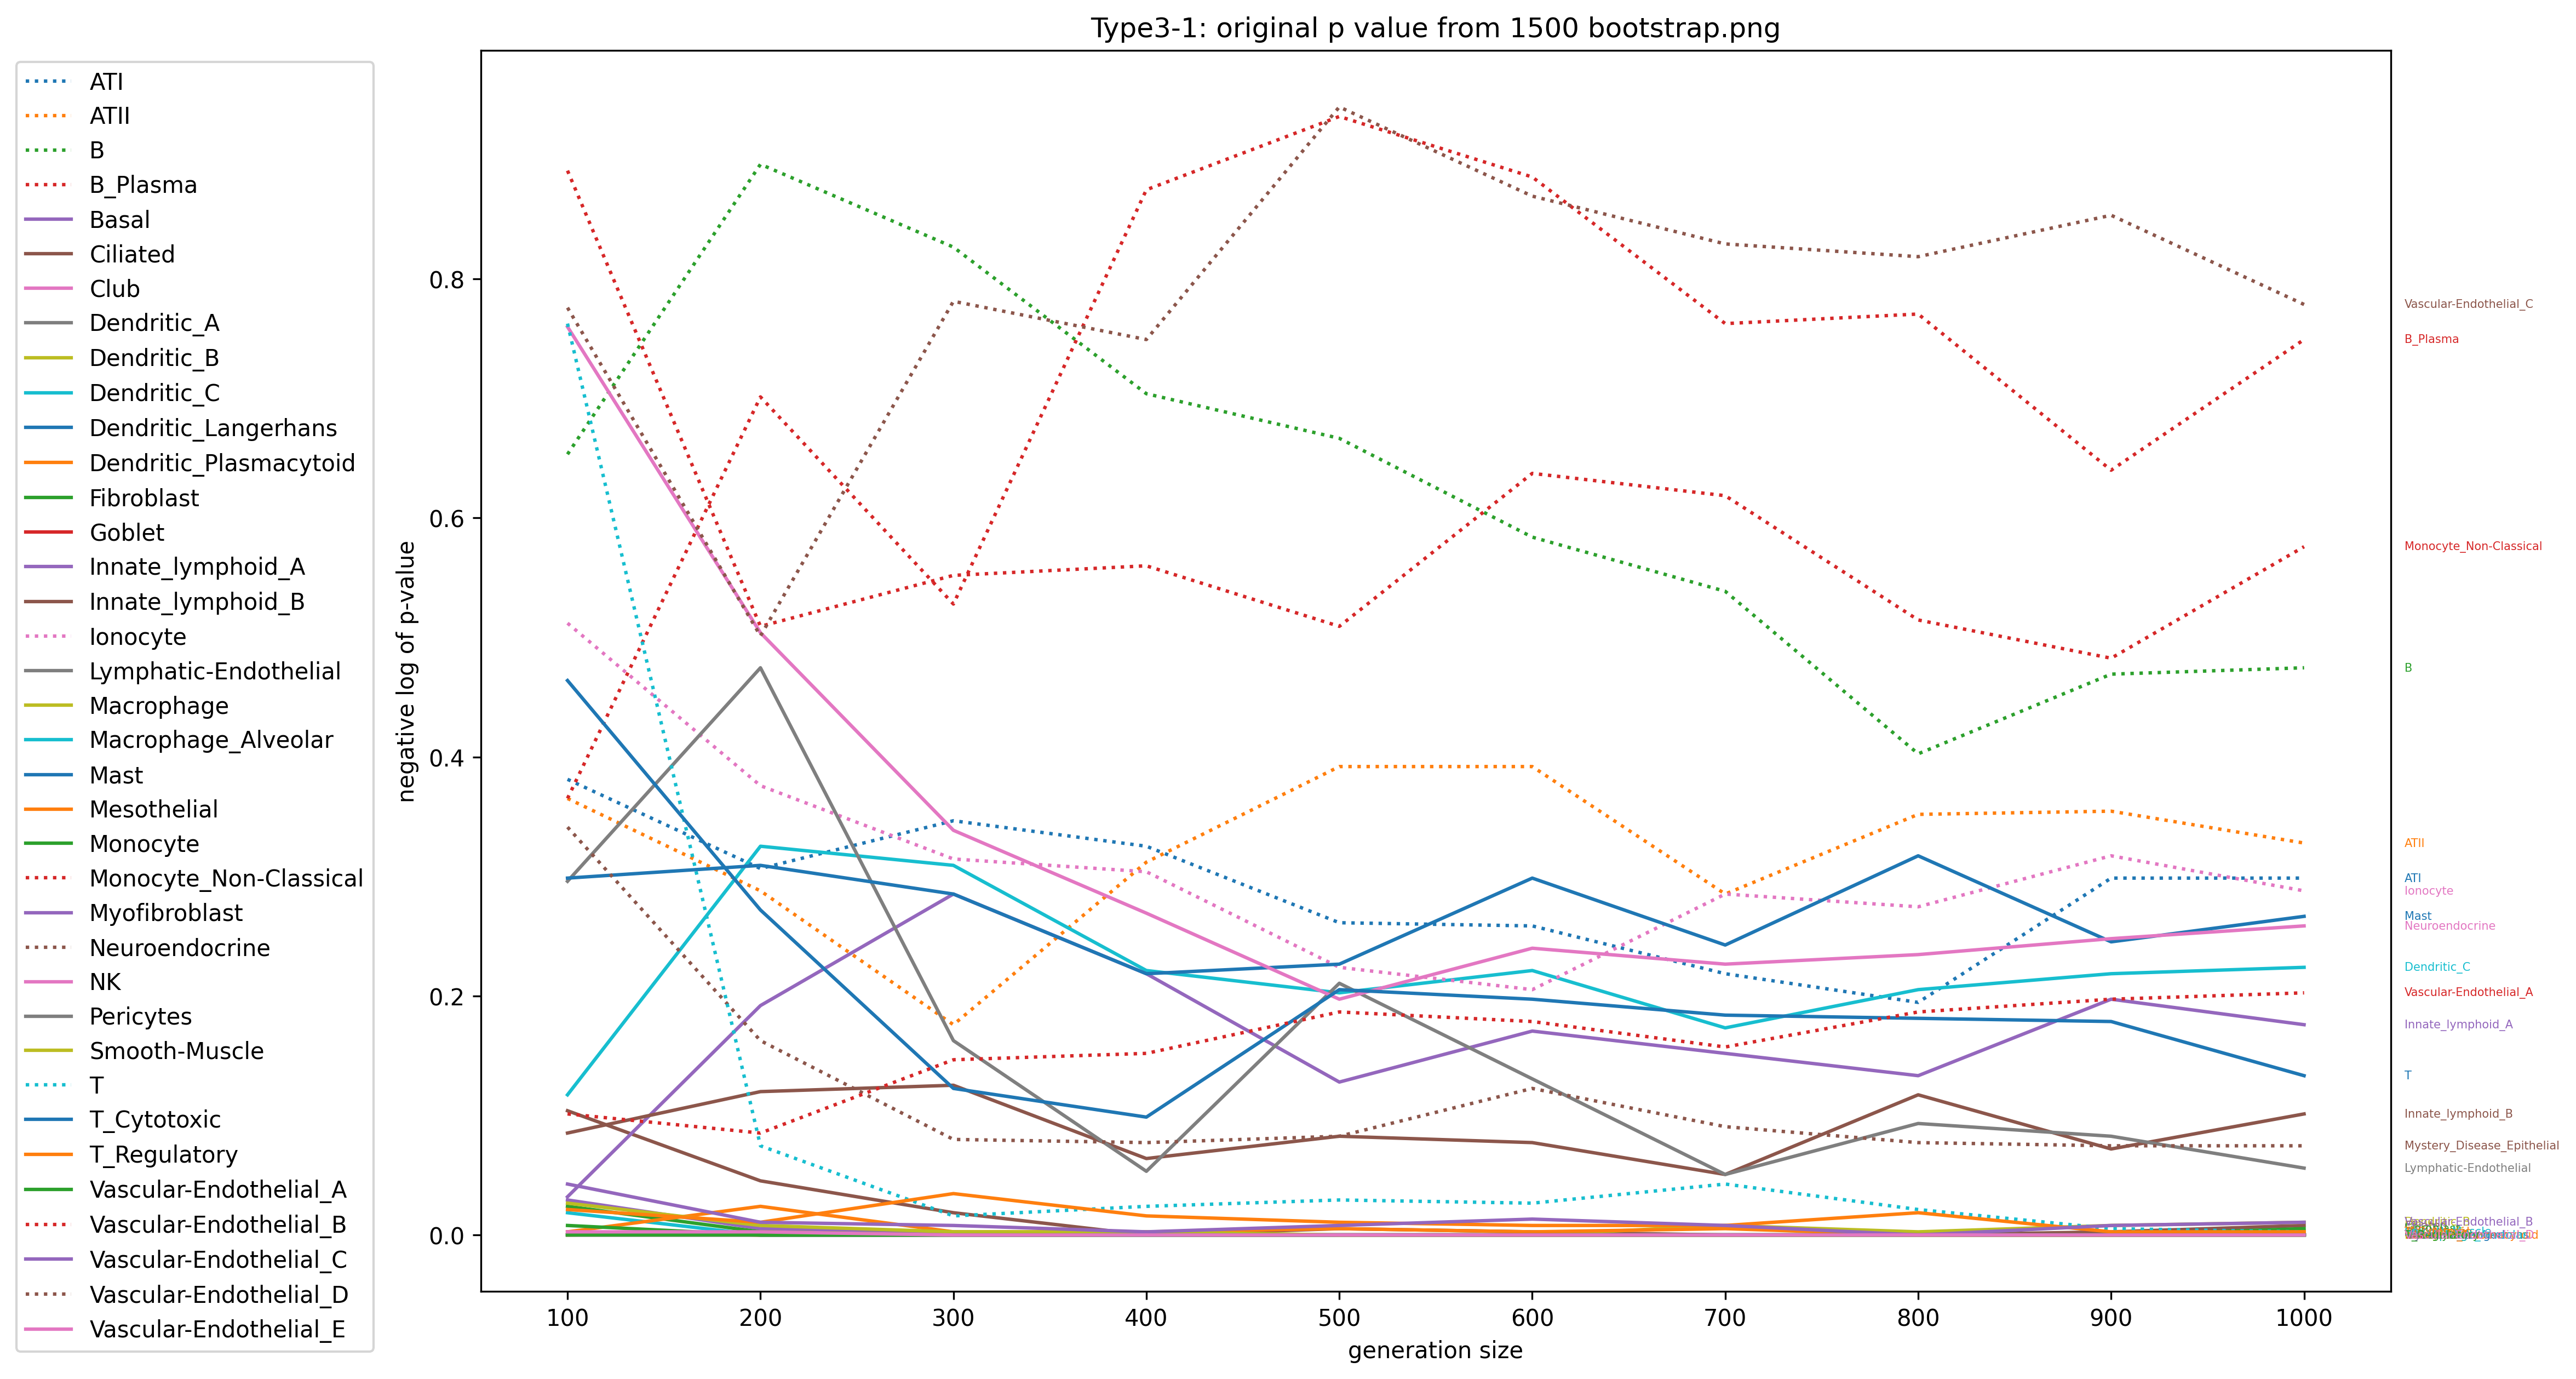 Type3-1: original p value from 1500 bootstrap.png
ATI
ATII
B
B_Plasma
Basal
Ciliated
Club
Dendritic_A
Dendritic_B
Dendritic_C
Dendritic_Langerhans
Dendritic_Plasmacytoid
Fibroblast
Goblet
Innate_lymphoid_A
Innate_lymphoid_B
Ionocyte
Lymphatic-Endothelial
Macrophage
Macrophage_Alveolar
Mast
Mesothelial
Monocyte
Monocyte_Non-Classical
Myofibroblast
Neuroendocrine
NK
Pericytes
Smooth-Muscle
T
T_Cytotoxic
T_Regulatory
Vascular-Endothelial_A
Vascular-Endothelial_B
Vascular-Endothelial_C
Vascular-Endothelial_D
Vascular-Endothelial_E
negative log of p-value
0.8
0.6
0.4
0.2
0.0
100 200 300 400 500 600 700 800 900 1000
generation size
Vascular-Endothelial_C
B_Plasma
Monocyte_Non-Classical
B
ATII
ATI
Ionocyte
Mast
Neuroendocrine
Dendritic_C
Vascular-Endothelial_A
Innate_lymphoid_A
T
Innate_lymphoid_B
Mystery_Disease_Epithelial
Lymphatic-Endothelial
Vascular-Endothelial_B